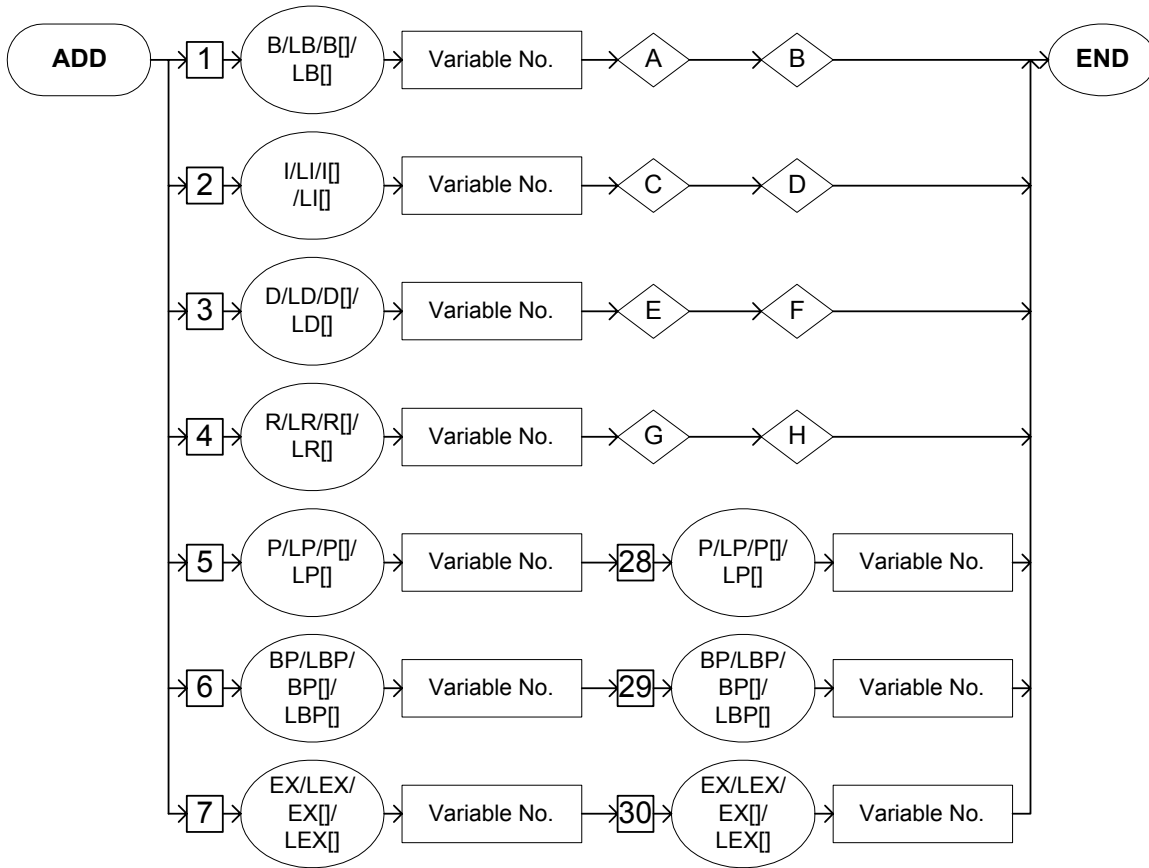 ADD
1
B/LB/B[]/
LB[]
Variable No.
A
B
END
2
I/LI/I[]
/LI[]
Variable No.
C
D
3
D/LD/D[]/
LD[]
Variable No.
E
F
4
R/LR/R[]/
LR[]
Variable No.
G
H
5
P/LP/P[]/
LP[]
Variable No.
28
P/LP/P[]/
LP[]
Variable No.
6
BP/LBP/
BP[]/
LBP[]
Variable No.
29
BP/LBP/
BP[]/
LBP[]
Variable No.
7
EX/LEX/
EX[]/
LEX[]
Variable No.
30
EX/LEX/
EX[]/
LEX[]
Variable No.